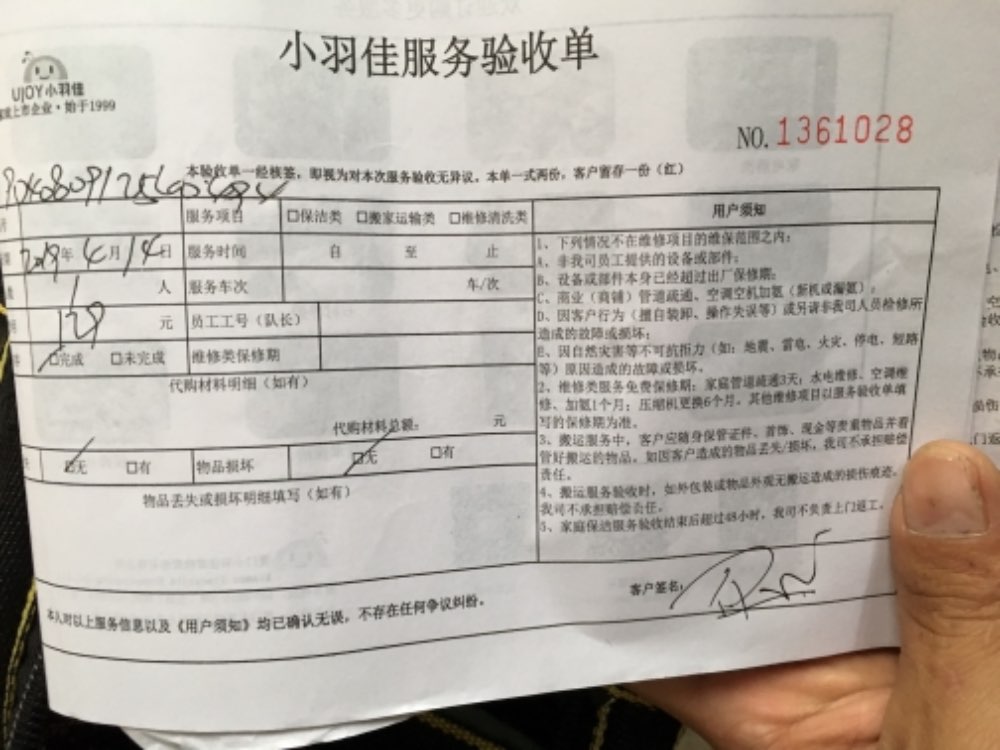 小羽佳服务验收单
UJOY小羽佳
上市企业·始于1999
NO.1361028
本验收单一经核签，即视为对本次服务验收无异议。本单一式两份，客户留存一份（红）
服务项目 □保洁类 □搬家运输类 □维修清洗类
2019年4月14日 服务时间 自 至 止
1人 服务车次 车/次
元 员工工号（队长）
□完成 □未完成 维修类保修期
代购材料明细（如有）
代购材料总额： 元
□无 □有 物品损坏 □无 □有
物品丢失或损坏明细填写（如有）
用户须知
1、下列情况不在维修项目的维保范围之内：
A、非我司员工提供的设备或部件；
B、设备或部件本身已经超过出厂保修期；
C、商业（商铺）管道疏通、空调空机加氨（新机或漏氨）；
D、因客户行为（擅自装卸、操作失误等）或另请非我司人员检修所
造成的故障或损坏；
E、因自然灾害等不可抗拒力（如：地震、雷电、火灾、停电、短路
等）原因造成的故障或损坏。
2、维修类服务免费保修期：家庭管道疏通3天；水电维修、空调维
修、加氨1个月；压缩机更换6个月。其他维修项目以服务验收单填
写的保修期为准。
3、搬运服务中，客户应随身保管证件、首饰、现金等贵重物品并看
管好搬运的物品。如因客户造成的物品丢失/损坏，我司不承担赔偿
责任。
4、搬运服务验收时，如外包装或物品外观无搬运造成的损伤痕迹，
我司不承担赔偿责任。
5、家庭保洁服务验收结束后超过48小时，我司不负责上门返工。
客户签名：
本人对以上服务信息以及《用户须知》均已确认无误，不存在任何争议纠纷。